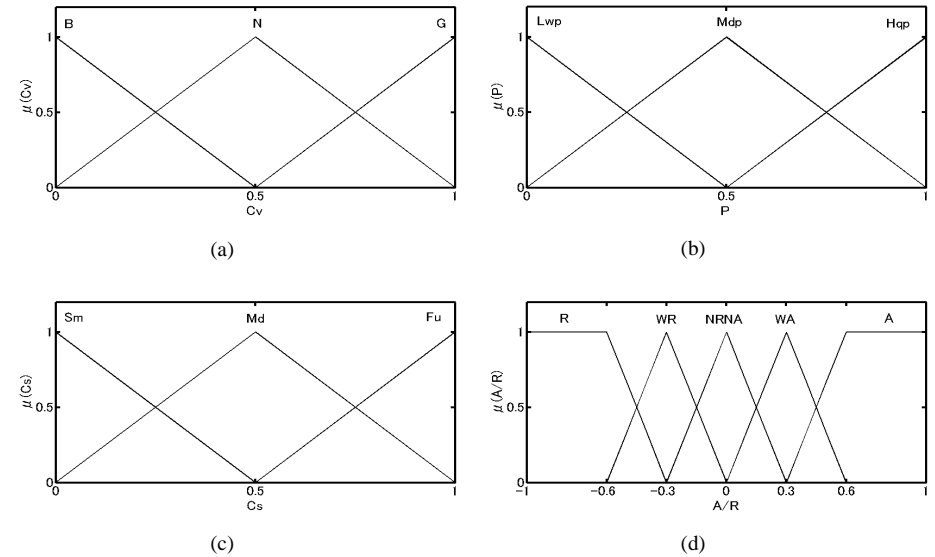 B N G
1
0.5
0
μ(Cv)
0 0.5 1
Cv
(a)
Lwp Mdp Hqp
1
0.5
0
μ(P)
0 0.5 1
P
(b)
Sm Md Fu
1
0.5
0
μ(Cs)
0 0.5 1
Cs
(c)
R WR NRNA WA A
1
0.5
0
μ(A/R)
-1 -0.6 -0.3 0 0.3 0.6 1
A/R
(d)